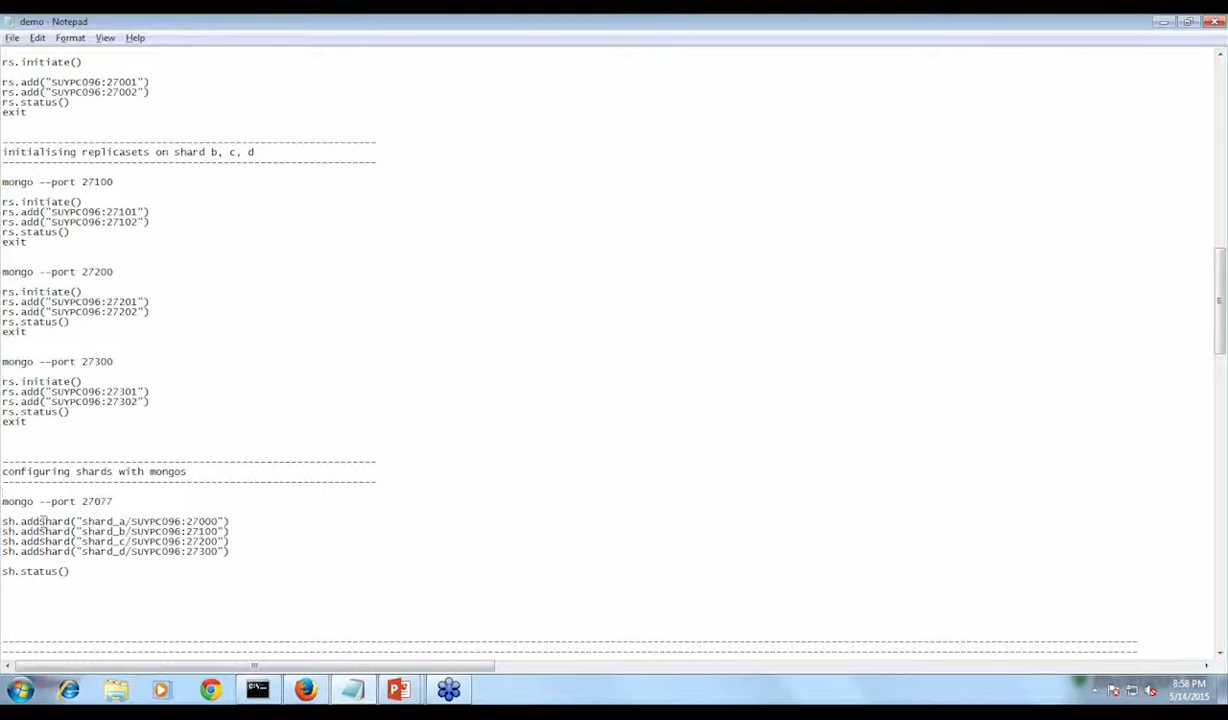 demo - Notepad
File Edit Format View Help
rs.initiate()
rs.add("SUYPC096:27001")
rs.add("SUYPC096:27002")
rs.status()
exit
--------------------------------------------------------------
initialising replicasets on shard b, c, d
--------------------------------------------------------------
mongo --port 27100
rs.initiate()
rs.add("SUYPC096:27101")
rs.add("SUYPC096:27102")
rs.status()
exit
mongo --port 27200
rs.initiate()
rs.add("SUYPC096:27201")
rs.add("SUYPC096:27202")
rs.status()
exit
mongo --port 27300
rs.initiate()
rs.add("SUYPC096:27301")
rs.add("SUYPC096:27302")
rs.status()
exit
--------------------------------------------------------------
configuring shards with mongos
--------------------------------------------------------------
mongo --port 27077
sh.addShard("shard_a/SUYPC096:27000")
sh.addShard("shard_b/SUYPC096:27100")
sh.addShard("shard_c/SUYPC096:27200")
sh.addShard("shard_d/SUYPC096:27300")
sh.status()
8:58 PM
5/14/2015